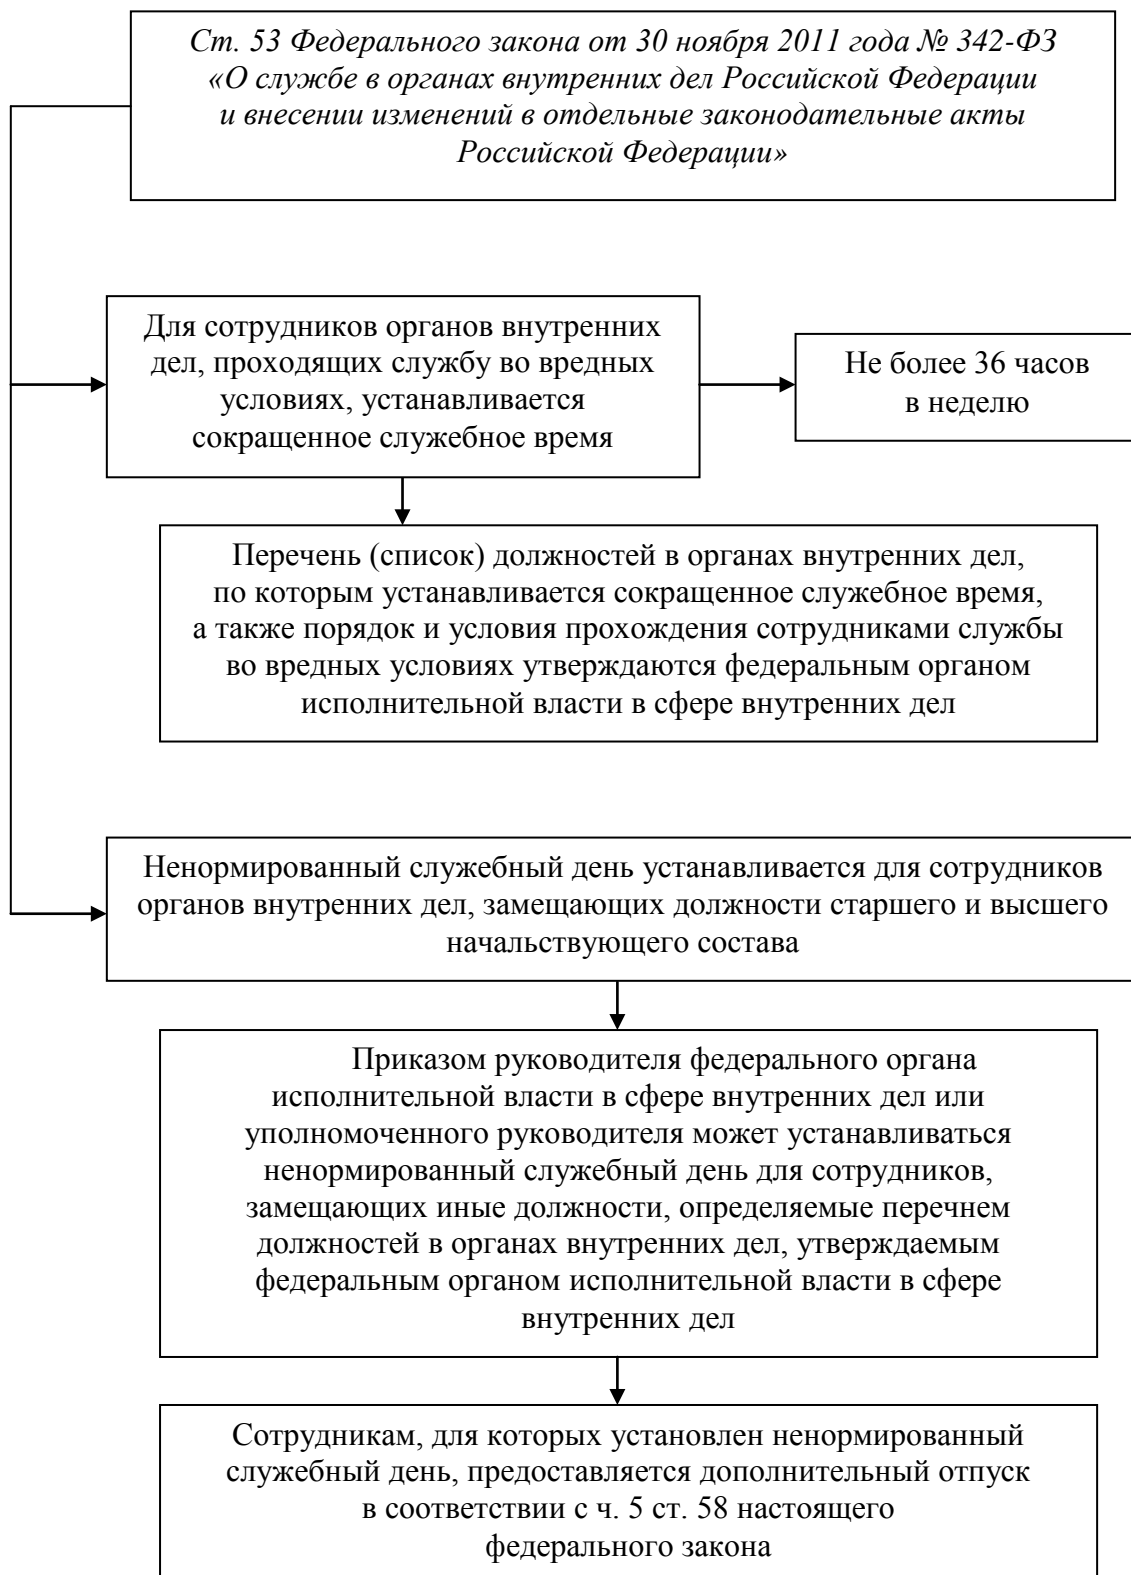 Ст. 53 Федерального закона от 30 ноября 2011 года № 342-ФЗ
«О службе в органах внутренних дел Российской Федерации
и внесении изменений в отдельные законодательные акты
Российской Федерации»
Для сотрудников органов внутренних
дел, проходящих службу во вредных
условиях, устанавливается
сокращенное служебное время
Не более 36 часов
в неделю
Перечень (список) должностей в органах внутренних дел,
по которым устанавливается сокращенное служебное время,
а также порядок и условия прохождения сотрудниками службы
во вредных условиях утверждаются федеральным органом
исполнительной власти в сфере внутренних дел
Ненормированный служебный день устанавливается для сотрудников
органов внутренних дел, замещающих должности старшего и высшего
начальствующего состава
Приказом руководителя федерального органа
исполнительной власти в сфере внутренних дел или
уполномоченного руководителя может устанавливаться
ненормированный служебный день для сотрудников,
замещающих иные должности, определяемые перечнем
должностей в органах внутренних дел, утверждаемым
федеральным органом исполнительной власти в сфере
внутренних дел
Сотрудникам, для которых установлен ненормированный
служебный день, предоставляется дополнительный отпуск
в соответствии с ч. 5 ст. 58 настоящего
федерального закона